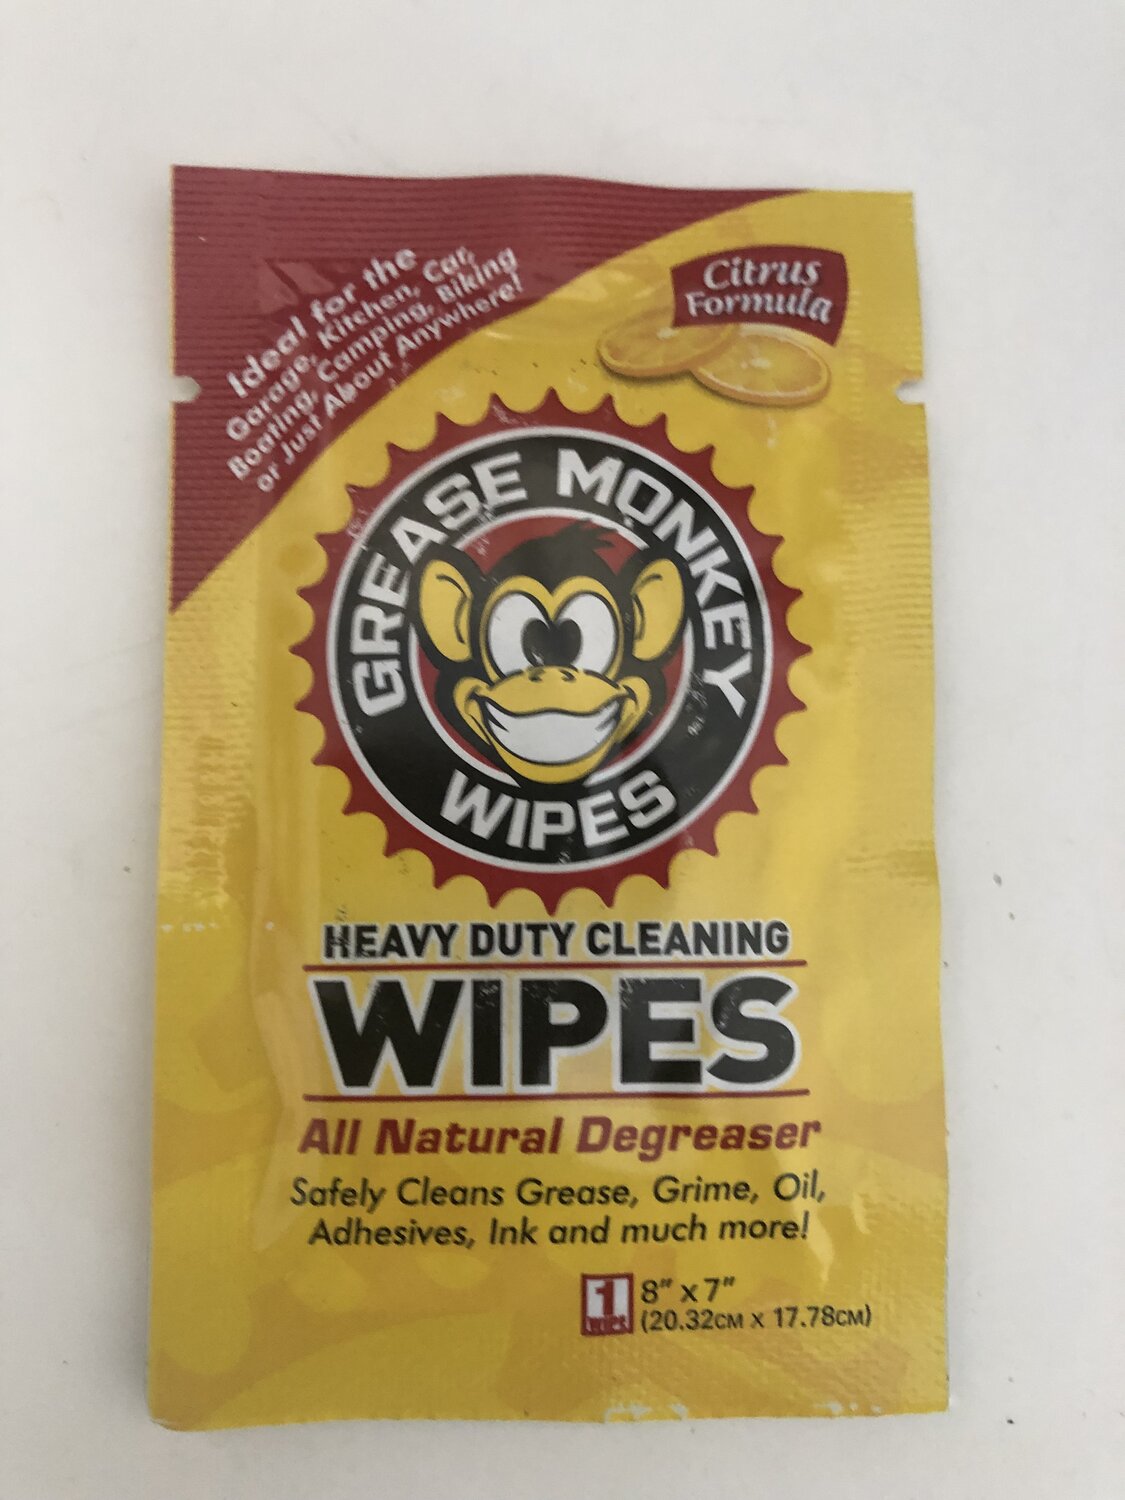 Ideal for the
Garage, Kitchen, Car,
Boating, Camping, Biking
or Just About Anywhere!
Citrus
Formula
GREASE MONKEY
WIPES
HEAVY DUTY CLEANING
WIPES
All Natural Degreaser
Safely Cleans Grease, Grime, Oil,
Adhesives, Ink and much more!
1 8" x 7"
WIPE (20.32CM X 17.78CM)